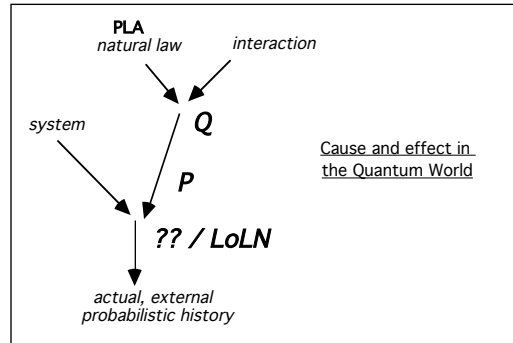 PLA
natural law
interaction
Q
system
Cause and effect in
the Quantum World
P
?? / LoLN
actual, external
probabilistic history